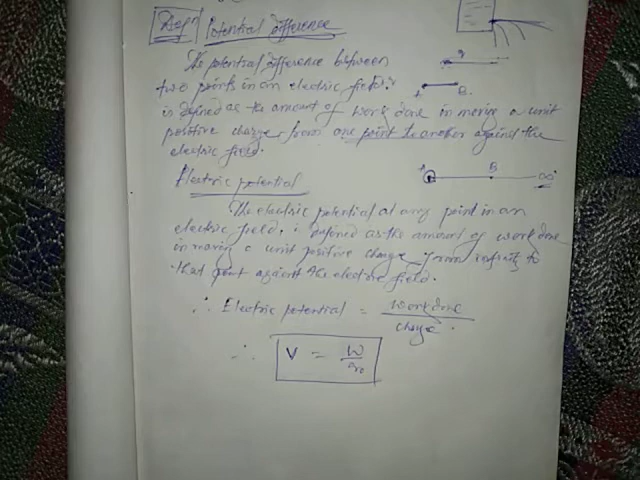 Defn Potential difference
The potential difference between
two points in an electric field
is defined as the amount of work done in moving a unit
positive charge from one point to another against the
electric field.
A B
Electric potential
A B ∞
The electric potential at any point in an
electric field, is defined as the amount of work done
in moving a unit positive charge from infinity to
that point against the electric field.
∴ Electric potential = work done
charge.
∴ V = W
q₀